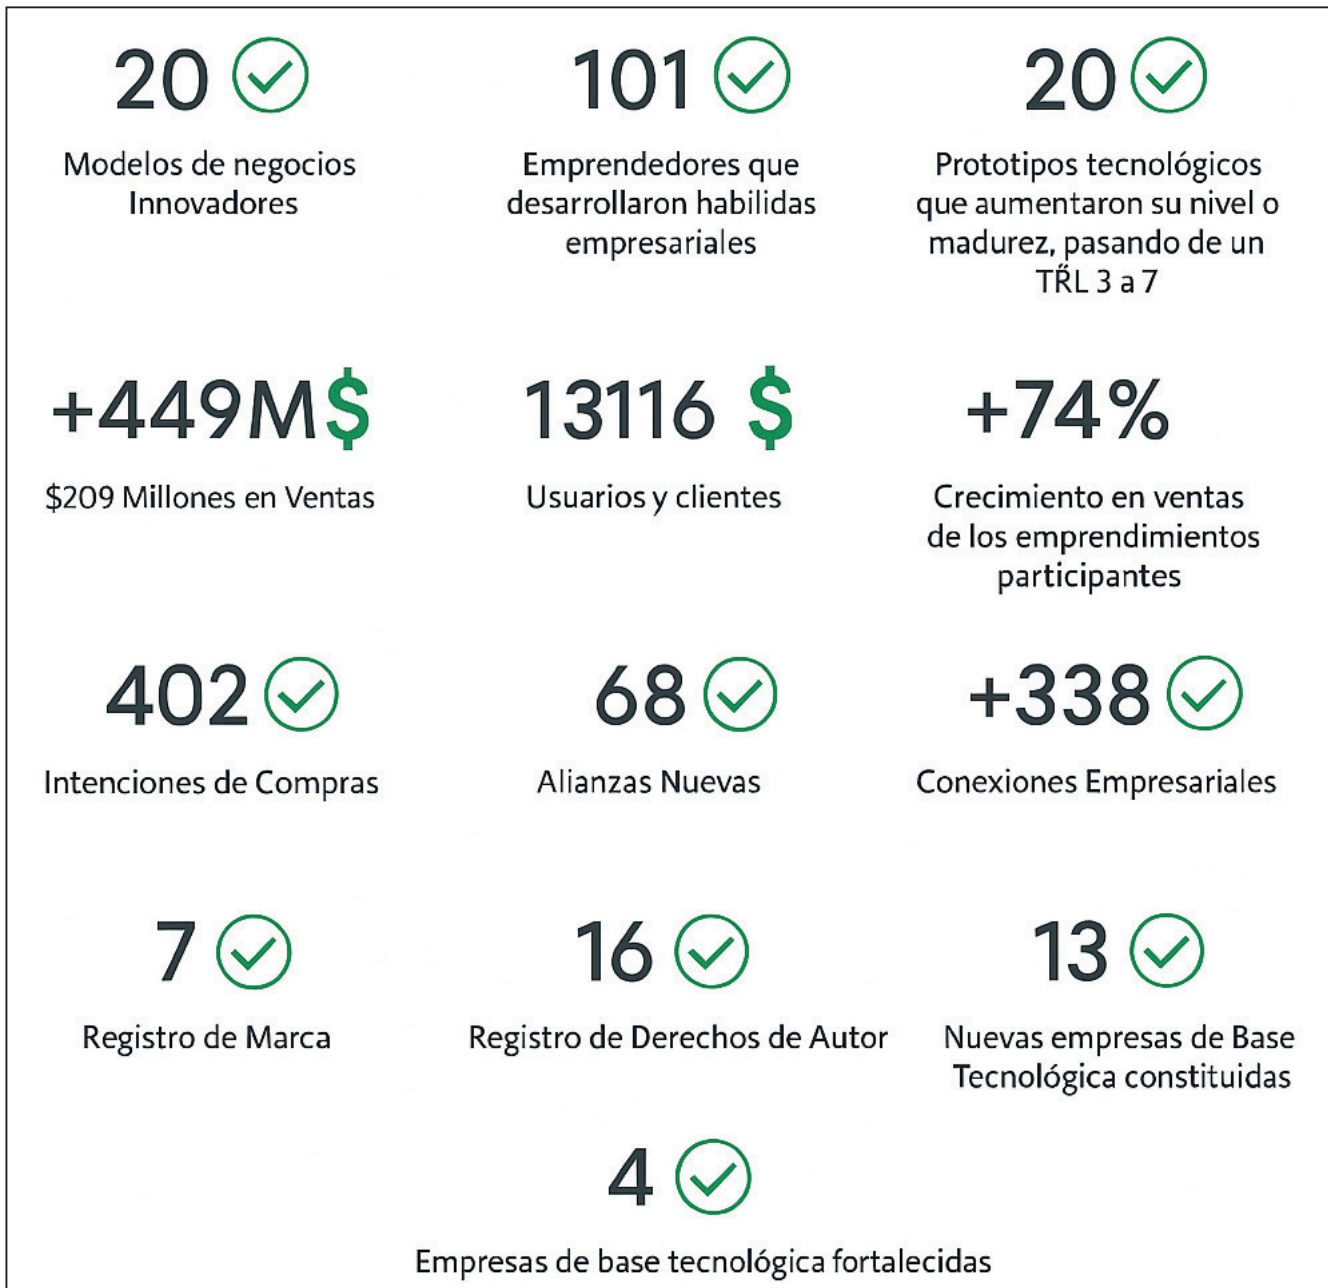 20
Modelos de negocios
Innovadores
101
Emprendedores que
desarrollaron habilidas
empresariales
20
Prototipos tecnológicos
que aumentaron su nivel o
madurez, pasando de un
TŘL 3 a 7
+449M$
$209 Millones en Ventas
13116 $
Usuarios y clientes
+74%
Crecimiento en ventas
de los emprendimientos
participantes
402
Intenciones de Compras
68
Alianzas Nuevas
+338
Conexiones Empresariales
7
Registro de Marca
16
Registro de Derechos de Autor
13
Nuevas empresas de Base
Tecnológica constituidas
4
Empresas de base tecnológica fortalecidas